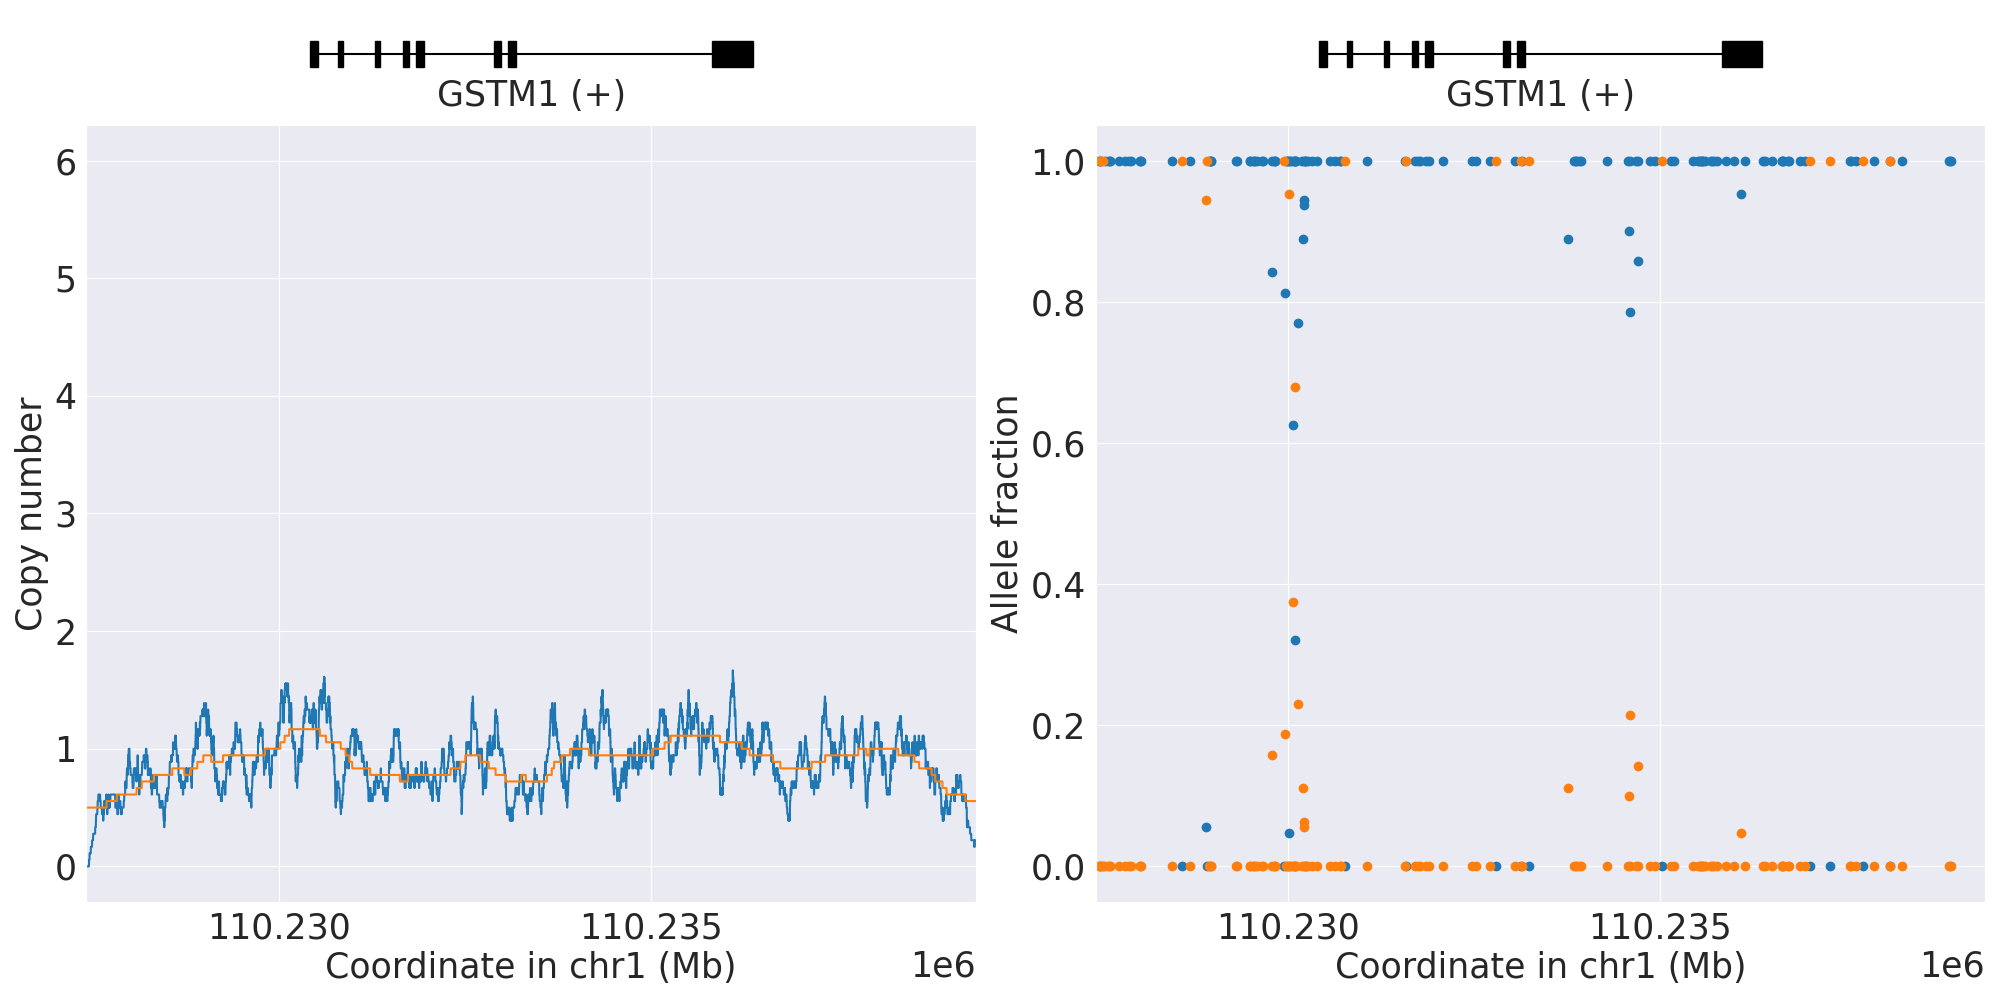 GSTM1 (+)
6
5
4
3
2
1
0
Copy number
110.230
110.235
Coordinate in chr1 (Mb)
1e6
GSTM1 (+)
1.0
0.8
0.6
0.4
0.2
0.0
Allele fraction
110.230
110.235
Coordinate in chr1 (Mb)
1e6